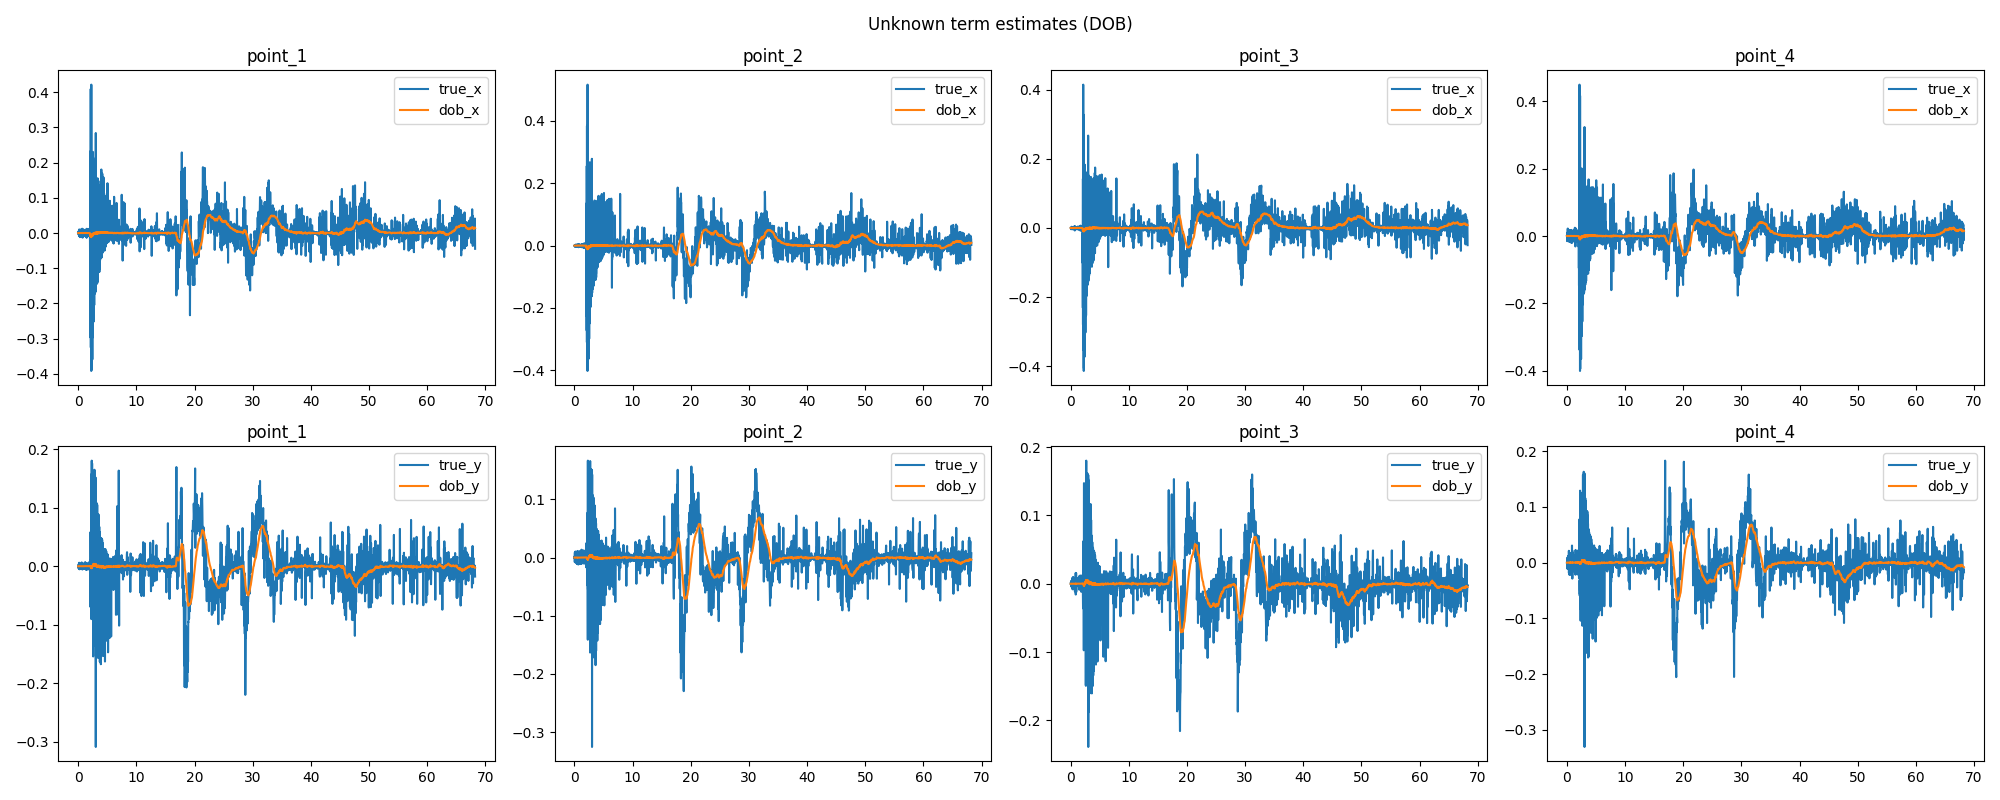 Unknown term estimates (DOB)
point_1 point_2 point_3 point_4
true_x true_x true_x true_x
dob_x dob_x dob_x dob_x
0.4 0.4 0.4 0.4
0.3
0.2 0.2 0.2 0.2
0.1
0.0 0.0 0.0 0.0
−0.1
−0.2 −0.2 −0.2 −0.2
−0.3
−0.4 −0.4 −0.4 −0.4
0 10 20 30 40 50 60 70 0 10 20 30 40 50 60 70 0 10 20 30 40 50 60 70 0 10 20 30 40 50 60 70
point_1 point_2 point_3 point_4
true_y true_y true_y true_y
dob_y dob_y dob_y dob_y
0.2 0.2 0.2
0.1 0.1 0.1 0.1
0.0 0.0 0.0 0.0
−0.1 −0.1 −0.1 −0.1
−0.2 −0.2 −0.2 −0.2
−0.3 −0.3 −0.3
0 10 20 30 40 50 60 70 0 10 20 30 40 50 60 70 0 10 20 30 40 50 60 70 0 10 20 30 40 50 60 70